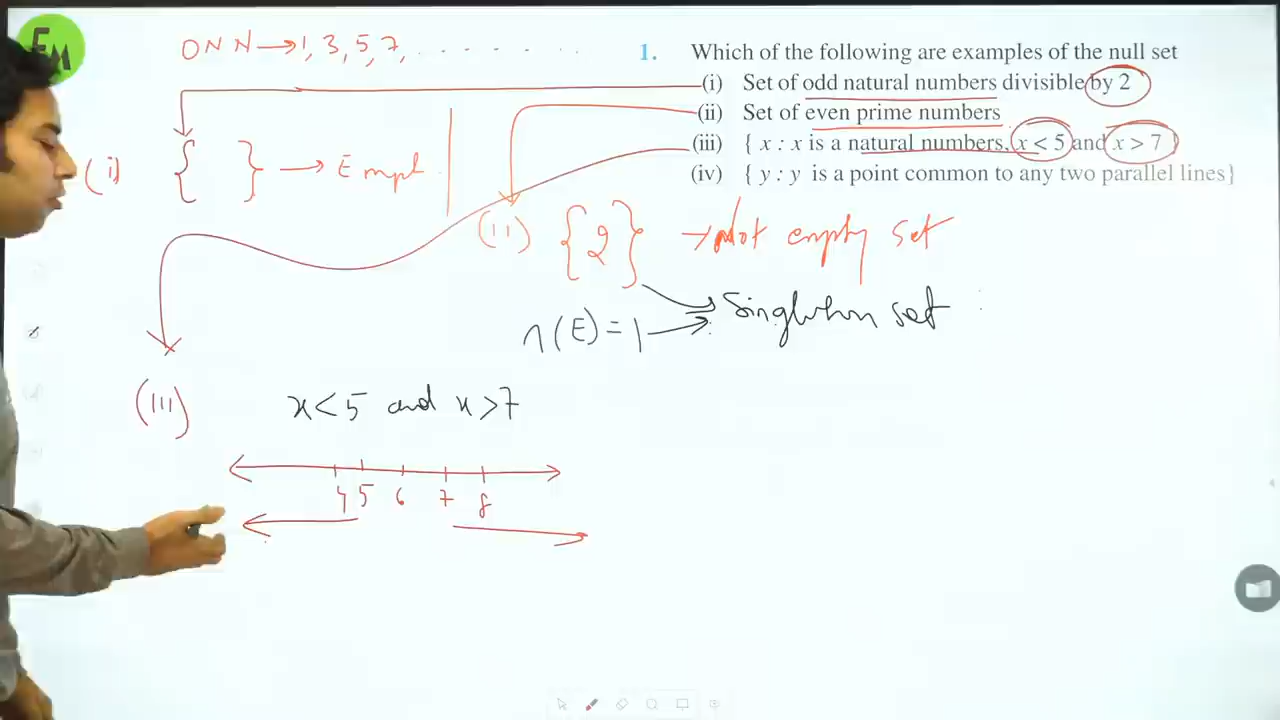 EM
ONN → 1, 3, 5, 7, . . . . . . . .
1. Which of the following are examples of the null set
(i) Set of odd natural numbers divisible by 2
(ii) Set of even prime numbers
(iii) { x : x is a natural numbers, x < 5 and x > 7 }
(iv) { y : y is a point common to any two parallel lines}
(i) { } → Empt
(ii) {2} → Not empty set
n(E) = 1 → Singleton set
(iii) x < 5 and x > 7
4 5 6 7 8